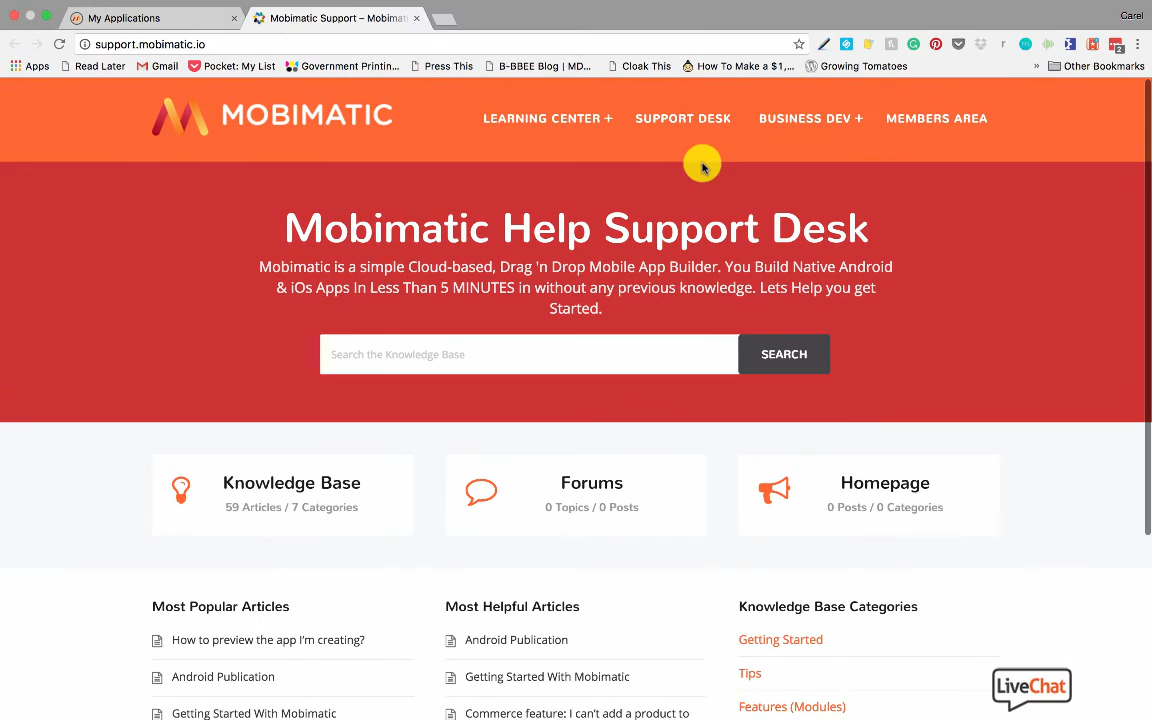 My Applications
Mobimatic Support – Mobimat
Carel
support.mobimatic.io
2
Apps
Read Later
Gmail
Pocket: My List
Government Printin...
Press This
B-BBEE Blog | MD...
Cloak This
How To Make a $1,...
Growing Tomatoes
»
Other Bookmarks
MOBIMATIC
LEARNING CENTER +
SUPPORT DESK
BUSINESS DEV +
MEMBERS AREA
Mobimatic Help Support Desk
Mobimatic is a simple Cloud-based, Drag 'n Drop Mobile App Builder. You Build Native Android
& iOs Apps In Less Than 5 MINUTES in without any previous knowledge. Lets Help you get
Started.
Search the Knowledge Base
SEARCH
Knowledge Base
59 Articles / 7 Categories
Forums
0 Topics / 0 Posts
Homepage
0 Posts / 0 Categories
Most Popular Articles
How to preview the app I’m creating?
Android Publication
Getting Started With Mobimatic
Most Helpful Articles
Android Publication
Getting Started With Mobimatic
Commerce feature: I can’t add a product to
Knowledge Base Categories
Getting Started
Tips
Features (Modules)
LiveChat